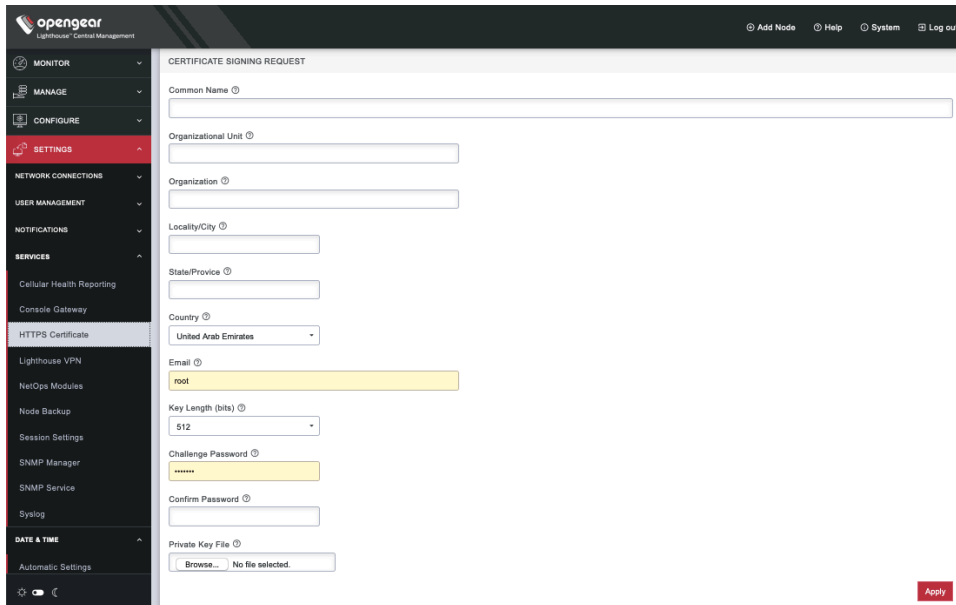 opengear
Lighthouse™ Central Management
Add Node Help System Log ou
MONITOR
MANAGE
CONFIGURE
SETTINGS
NETWORK CONNECTIONS
USER MANAGEMENT
NOTIFICATIONS
SERVICES
Cellular Health Reporting
Console Gateway
HTTPS Certificate
Lighthouse VPN
NetOps Modules
Node Backup
Session Settings
SNMP Manager
SNMP Service
Syslog
DATE & TIME
Automatic Settings
CERTIFICATE SIGNING REQUEST
Common Name
Organizational Unit
Organization
Locality/City
State/Provice
Country
United Arab Emirates
Email
root
Key Length (bits)
512
Challenge Password
•••••••
Confirm Password
Private Key File
Browse... No file selected.
Apply